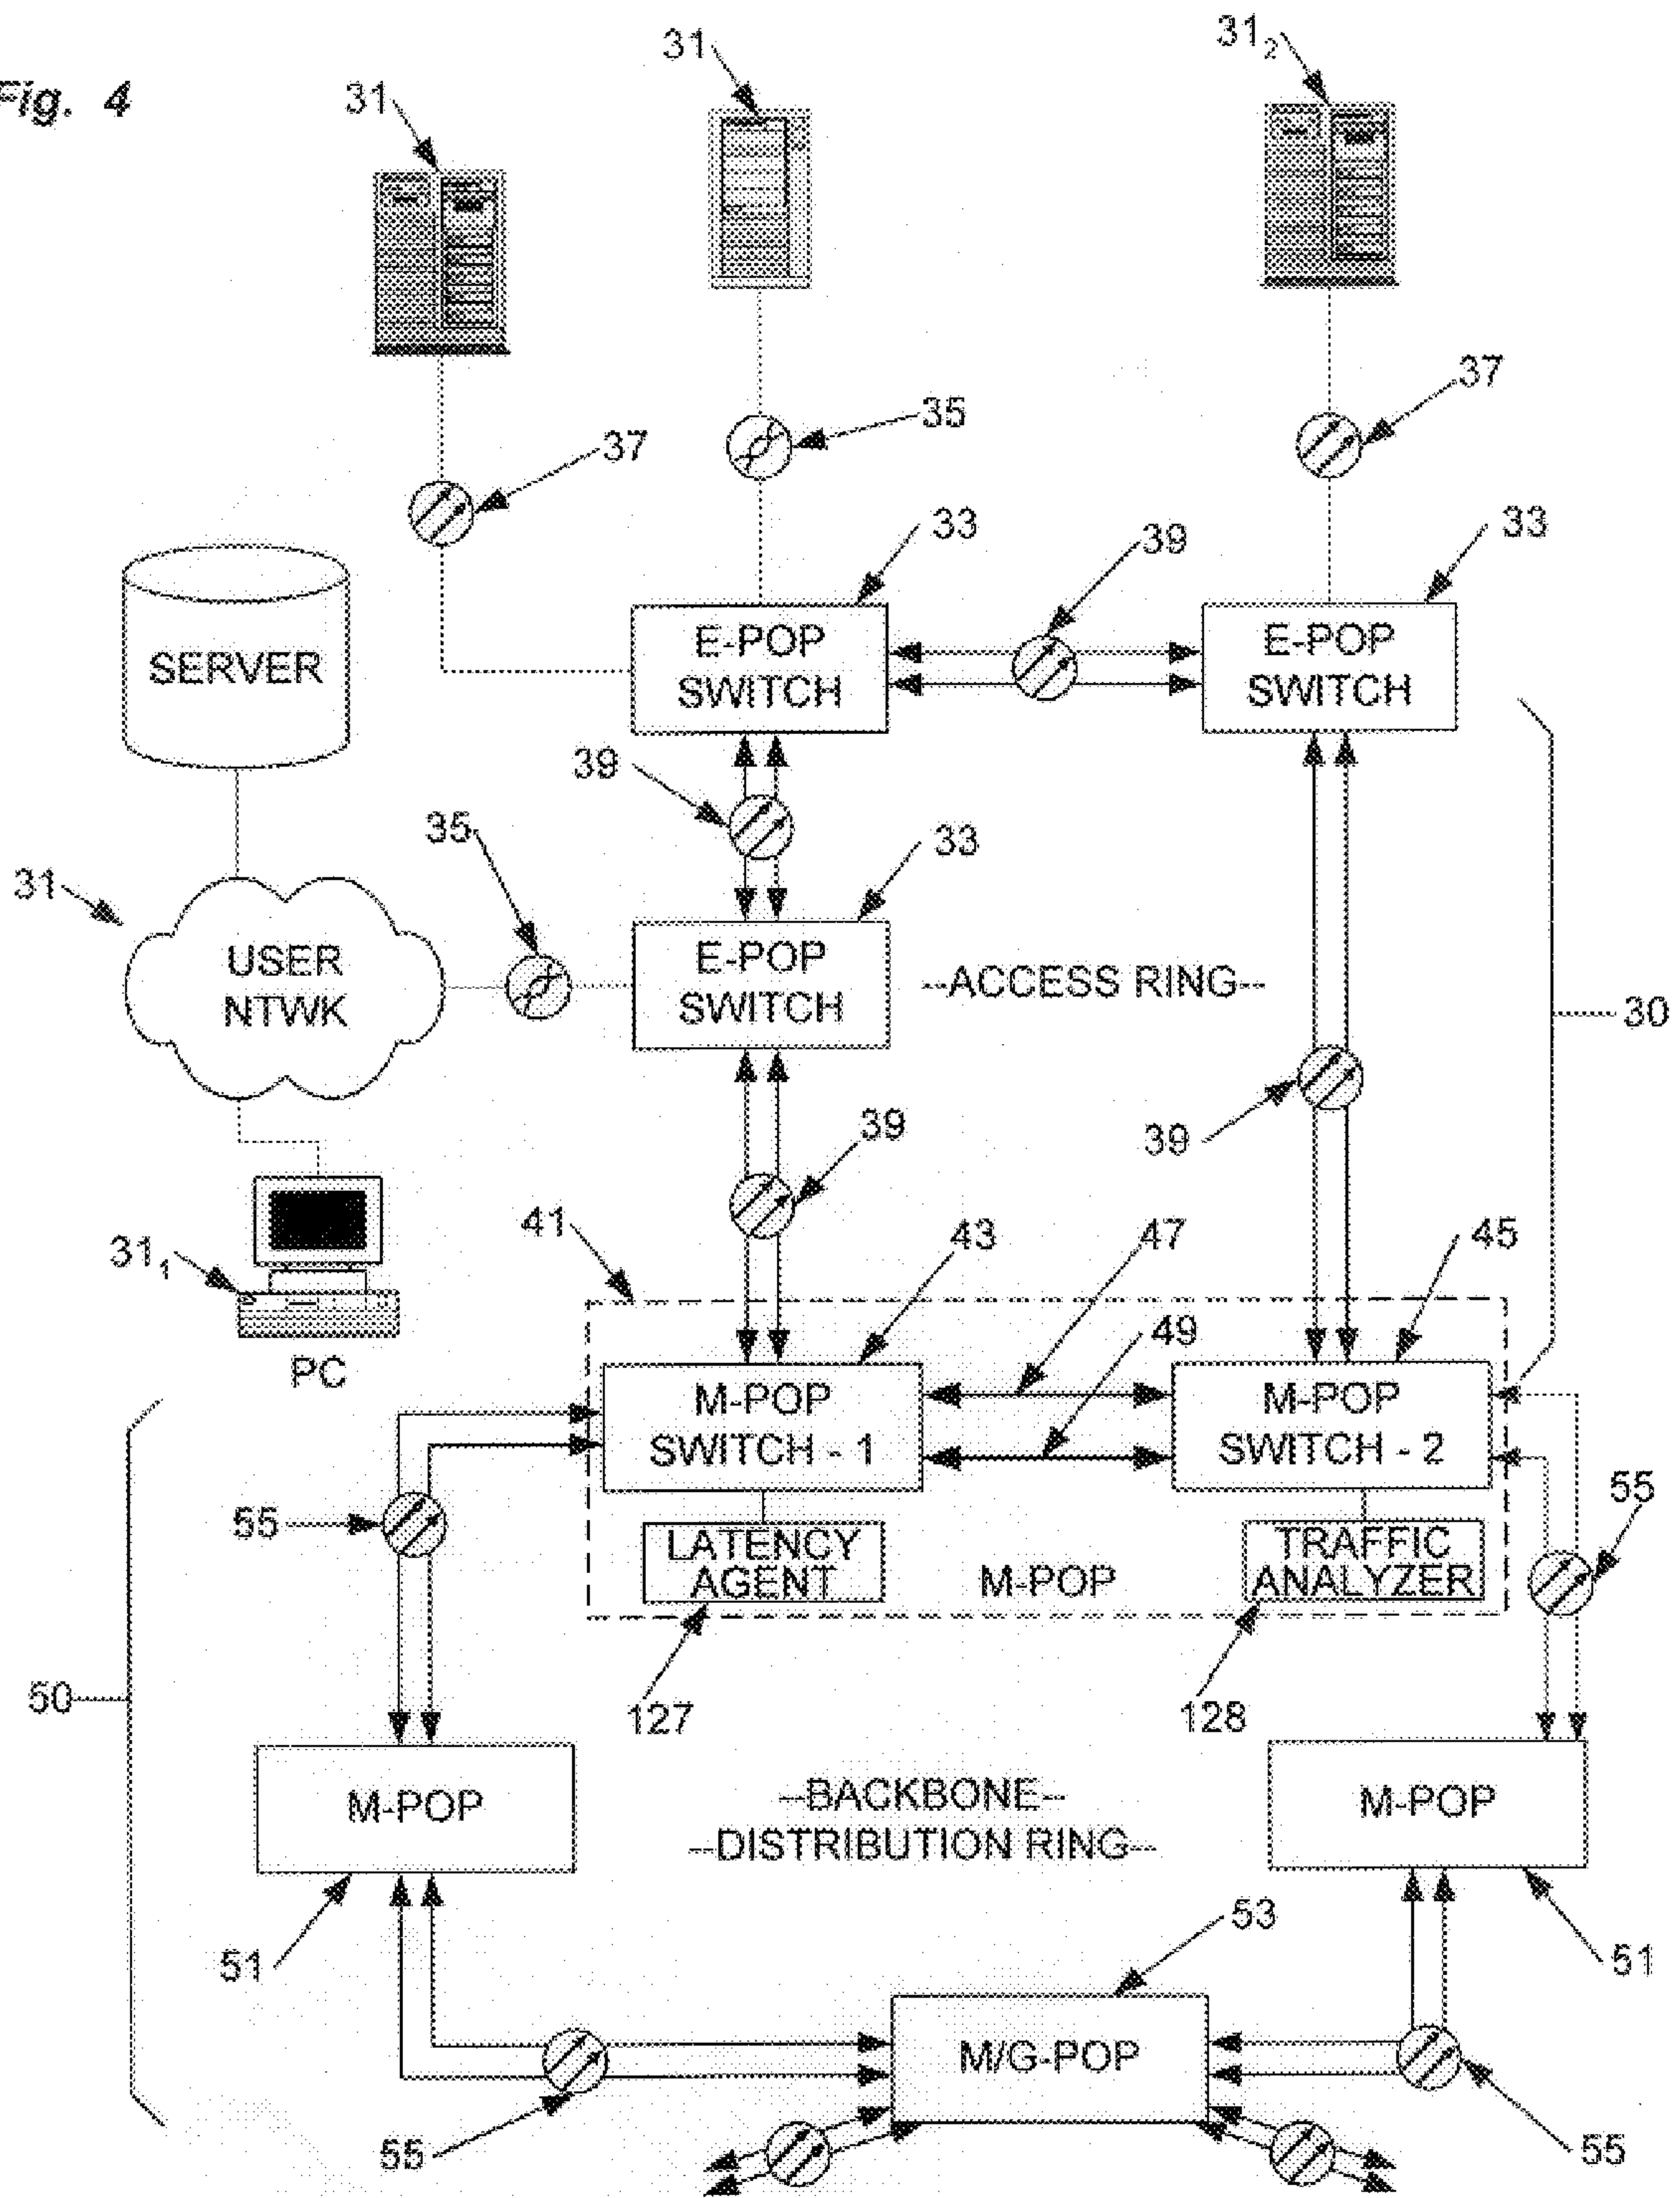 Fig. 4
31
31
31₂
37
35
37
33
39
33
SERVER
E-POP
SWITCH
E-POP
SWITCH
39
35
33
31
USER
NTWK
E-POP
SWITCH
--ACCESS RING--
30
39
39
31₁
PC
41
43
47
45
49
M-POP
SWITCH - 1
M-POP
SWITCH - 2
55
55
LATENCY
AGENT
M-POP
TRAFFIC
ANALYZER
127
128
50
M-POP
--BACKBONE--
--DISTRIBUTION RING--
M-POP
51
53
51
M/G-POP
55
55